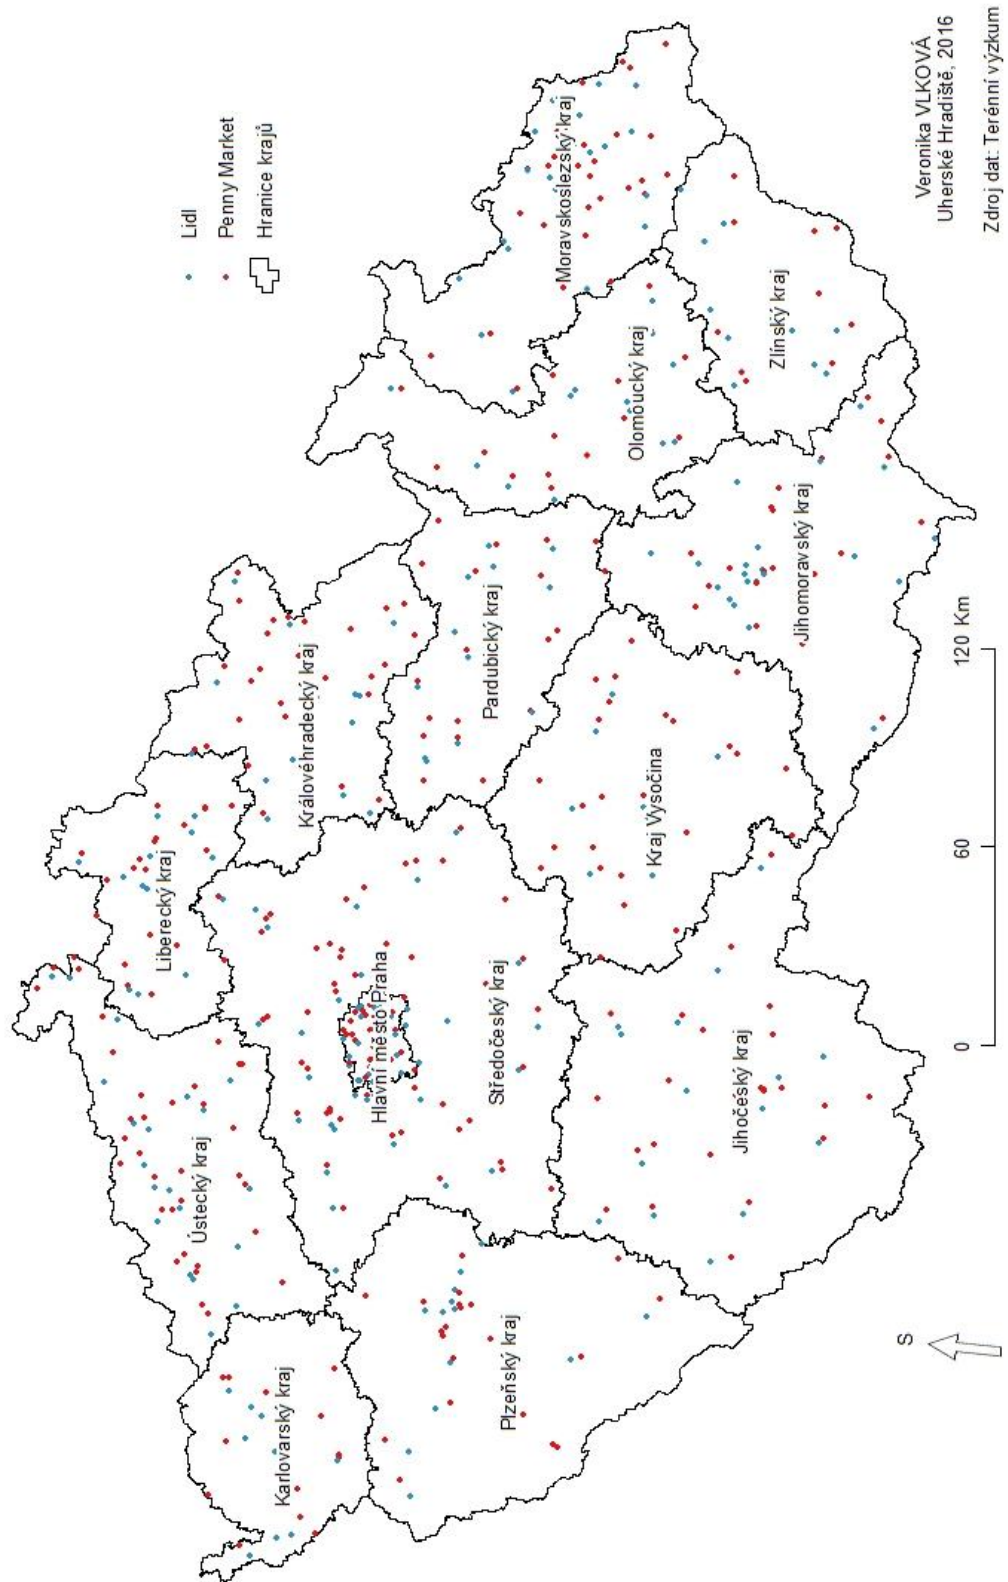 Lidl
Penny Market
Hranice krajů
Liberecký kraj
Ústecký kraj
Karlovarský kraj
Královéhradecký kraj
Hlavní město Praha
Středočeský kraj
Pardubický kraj
Plzeňský kraj
Moravskoslezský kraj
Olomoucký kraj
Kraj Vysočina
Jihočeský kraj
Zlínský kraj
Jihomoravský kraj
S
0 60 120 Km
Veronika VLKOVÁ
Uherské Hradiště, 2016
Zdroj dat: Terénní výzkum